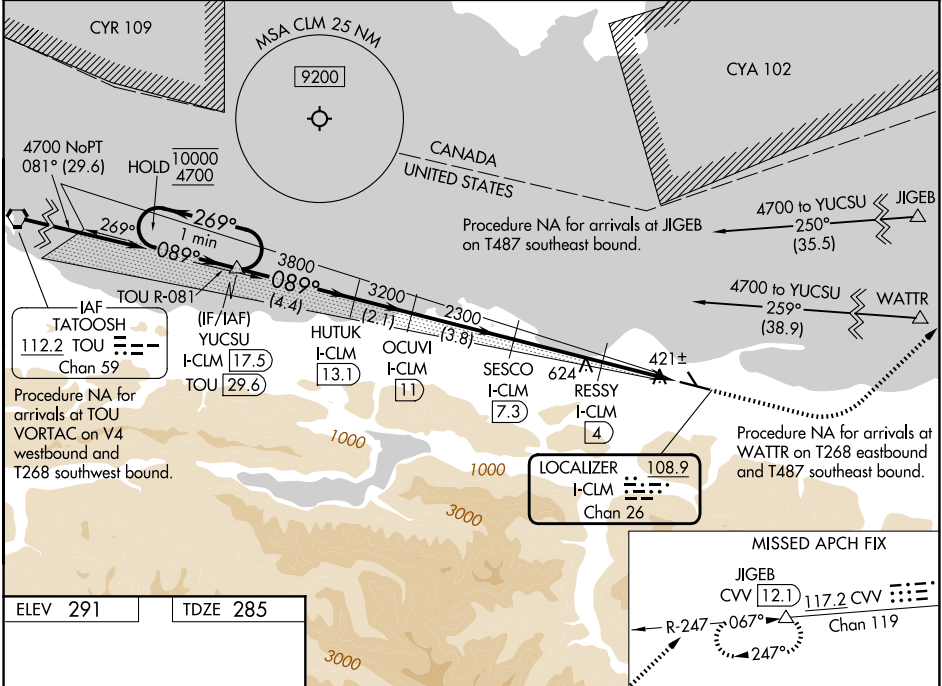 CYR 109
MSA CLM 25 NM
9200
CYA 102
4700 NoPT
081° (29.6)
HOLD
10000
4700
CANADA
UNITED STATES
269°
269°
1 min
089°
089°
3800
(4.4)
3200
(2.1)
2300
(3.8)
Procedure NA for arrivals at JIGEB
on T487 southeast bound.
4700 to YUCSU
250°
(35.5)
JIGEB
4700 to YUCSU
259°
(38.9)
WATTR
TOU R-081
IAF
TATOOSH
112.2 TOU
Chan 59
(IF/IAF)
YUCSU
I-CLM 17.5
TOU 29.6
HUTUK
I-CLM
13.1
OCUVI
I-CLM
11
SESCO
I-CLM
7.3
624
RESSY
I-CLM
4
421±
Procedure NA for
arrivals at TOU
VORTAC on V4
westbound and
T268 southwest bound.
Procedure NA for arrivals at
WATTR on T268 eastbound
and T487 southeast bound.
LOCALIZER 108.9
I-CLM
Chan 26
1000
1000
3000
3000
MISSED APCH FIX
JIGEB
CVV 12.1
117.2 CVV
Chan 119
R-247
067°
247°
ELEV 291
TDZE 285